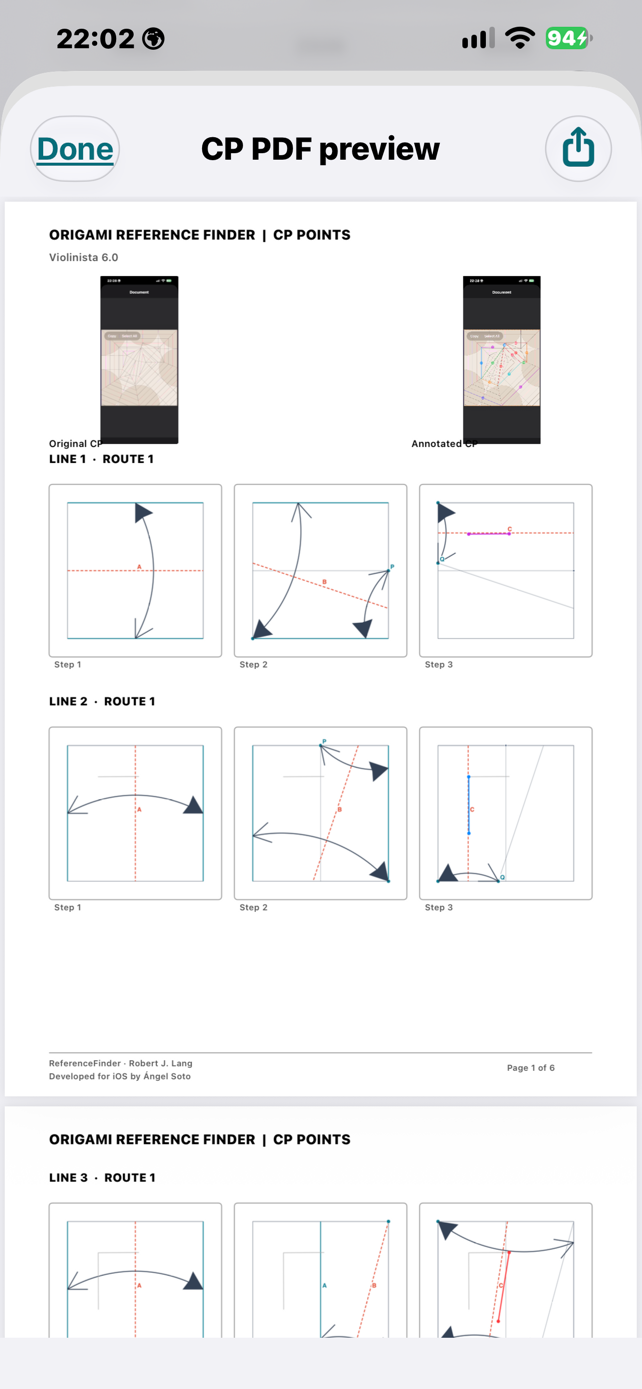 22:02
94
Done
CP PDF preview
ORIGAMI REFERENCE FINDER | CP POINTS
Violinista 6.0
Document
Document
Original CP
Annotated CP
LINE 1 · ROUTE 1
A
P
B
C
Q
Step 1
Step 2
Step 3
LINE 2 · ROUTE 1
P
A
B
C
Q
Step 1
Step 2
Step 3
ReferenceFinder · Robert J. Lang
Developed for iOS by Ángel Soto
Page 1 of 6
ORIGAMI REFERENCE FINDER | CP POINTS
LINE 3 · ROUTE 1
A
A
B
C